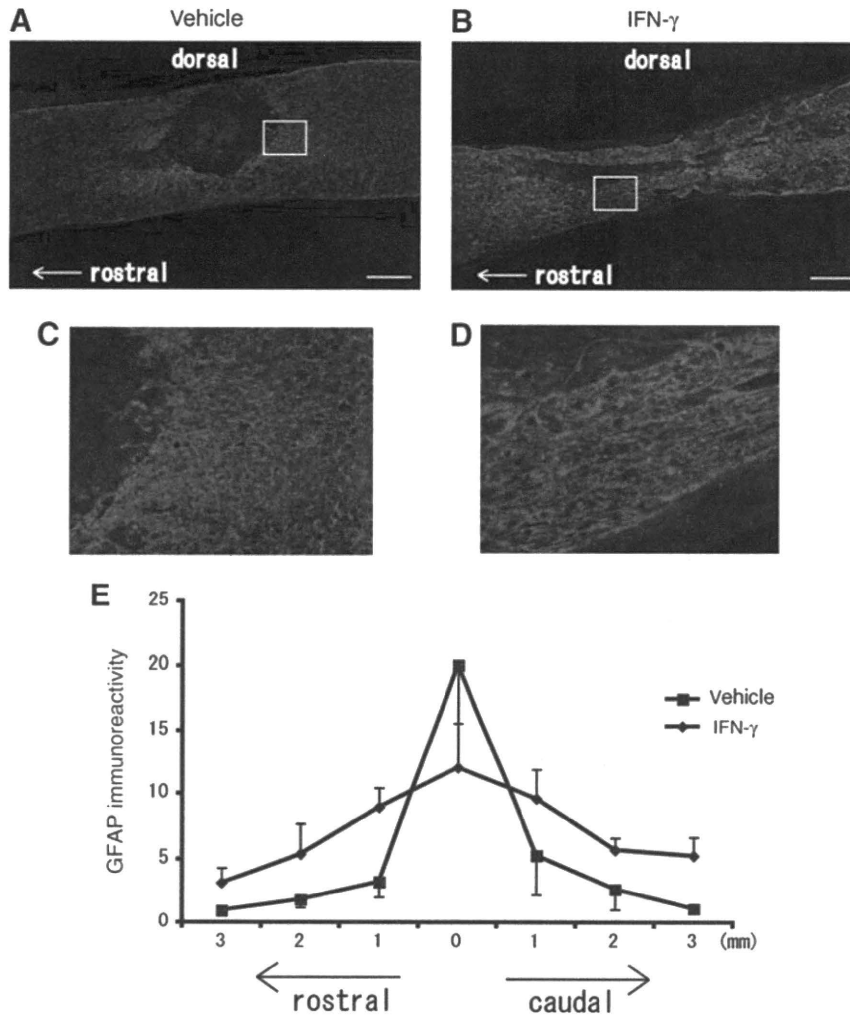 A Vehicle
B IFN-γ
dorsal
dorsal
← rostral
← rostral
C
D
E
GFAP immunoreactivity
25
20
15
10
5
0
Vehicle
IFN-γ
3 2 1 0 1 2 3 (mm)
rostral
caudal